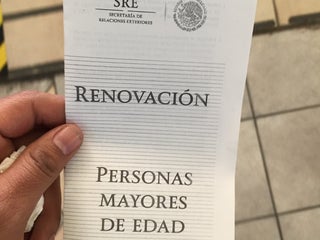 SRE
SECRETARÍA DE
RELACIONES EXTERIORES
RENOVACIÓN
PERSONAS
MAYORES
DE EDAD